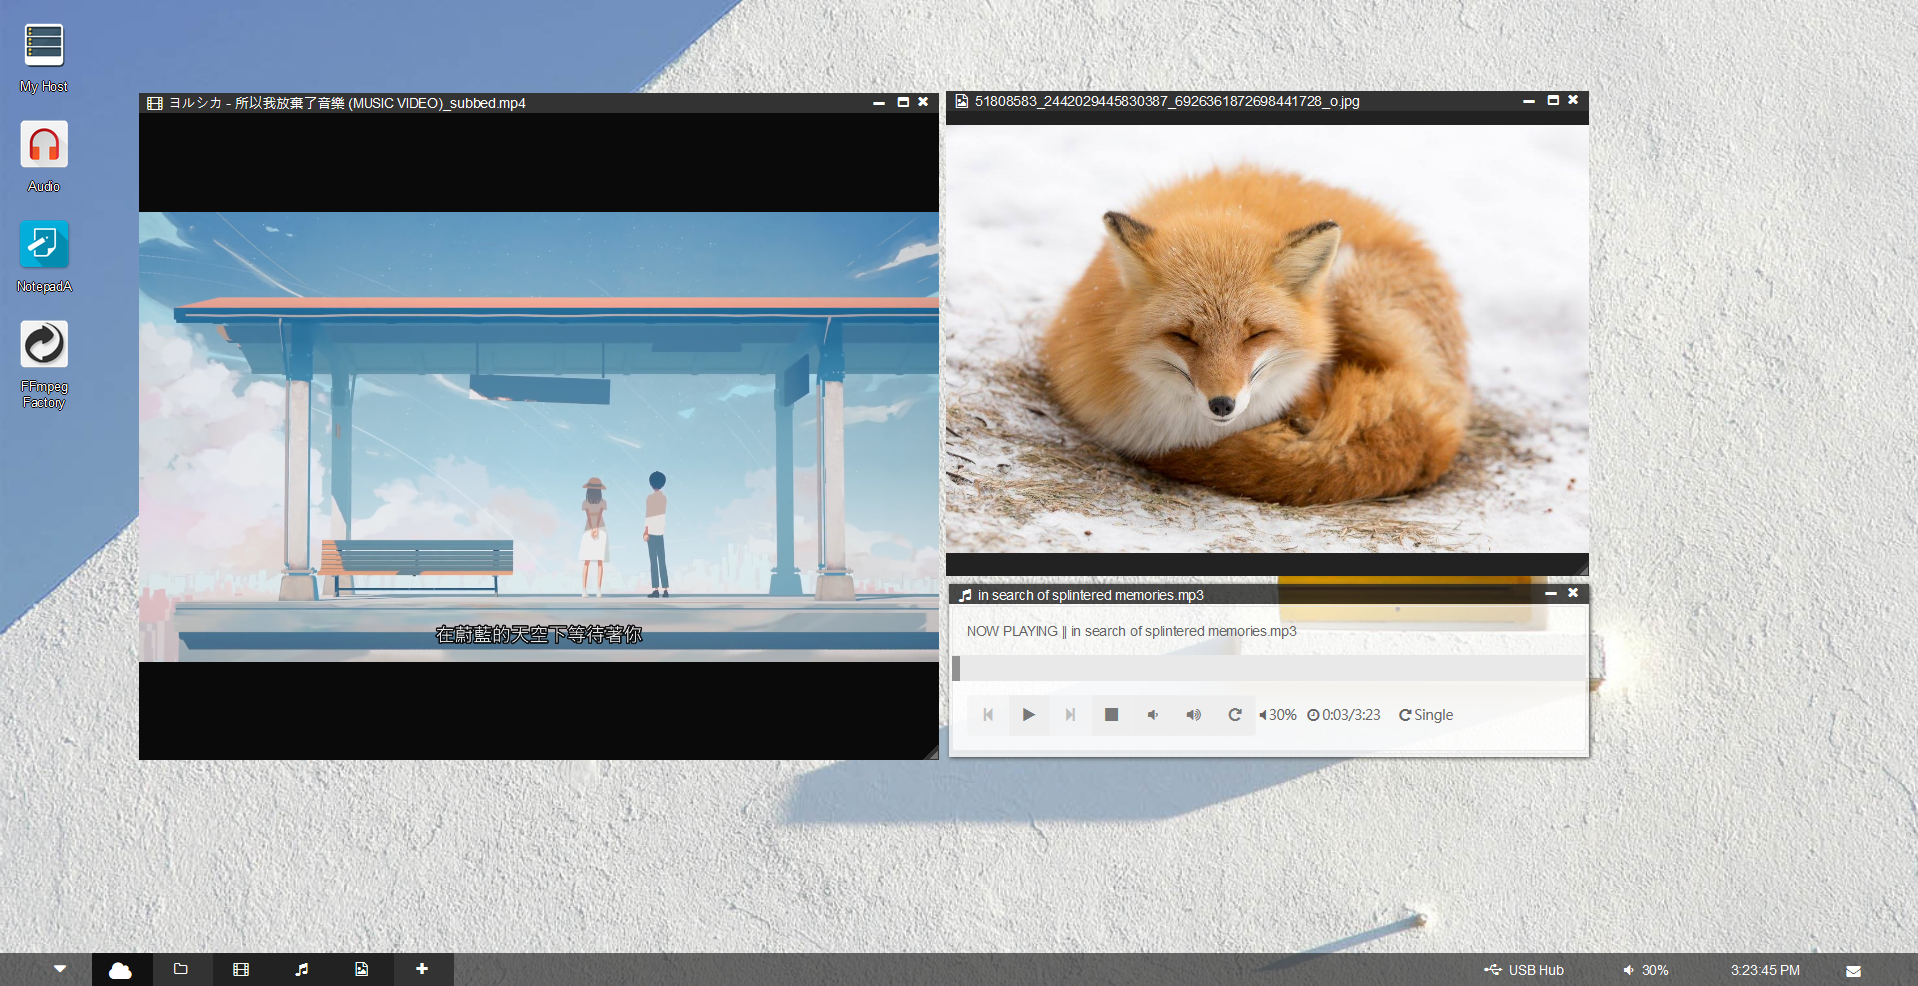 My Host
Audio
NotepadA
FFmpeg
Factory
ヨルシカ - 所以我放棄了音樂 (MUSIC VIDEO)_subbed.mp4
在蔚藍的天空下等待著你
51808583_2442029445830387_6926361872698441728_o.jpg
in search of splintered memories.mp3
NOW PLAYING || in search of splintered memories.mp3
30% 0:03/3:23 Single
USB Hub 30% 3:23:45 PM